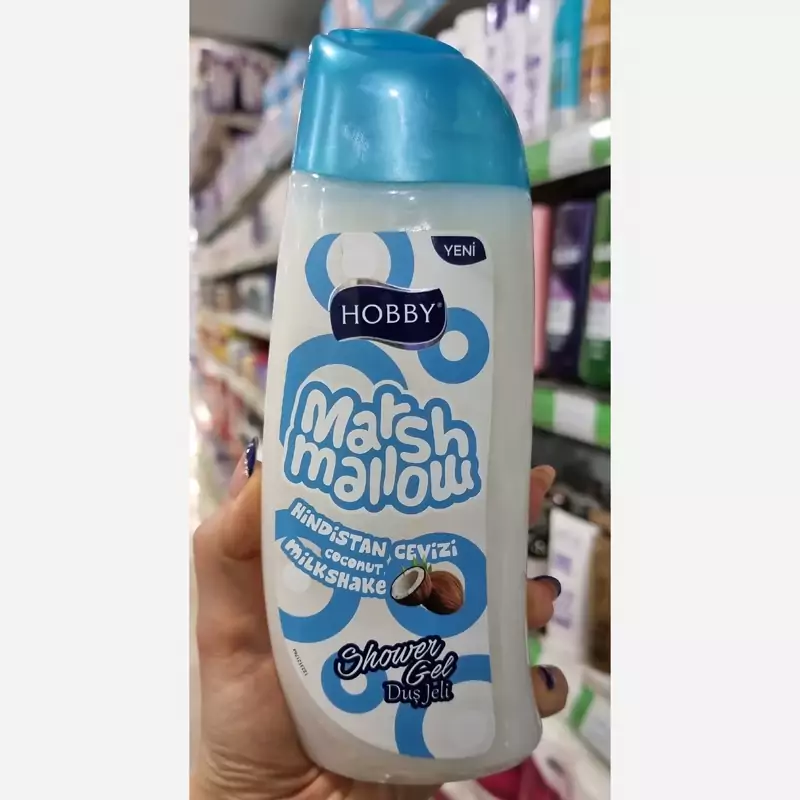 YENİ
HOBBY®
Marsh
mallow
HiNDiSTAN CEViZi
COCONUT
MiLKSHaKe
Shower
Gel
Duş Jeli